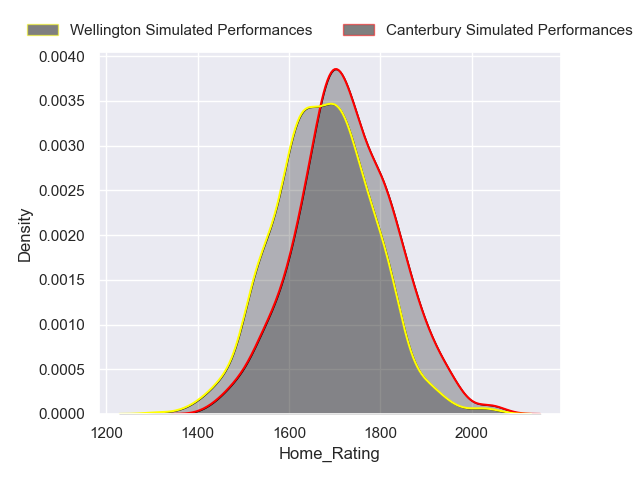 Wellington Simulated Performances
Canterbury Simulated Performances
0.0040
0.0035
0.0030
0.0025
0.0020
0.0015
0.0010
0.0005
0.0000
Density
1200 1400 1600 1800 2000
Home_Rating